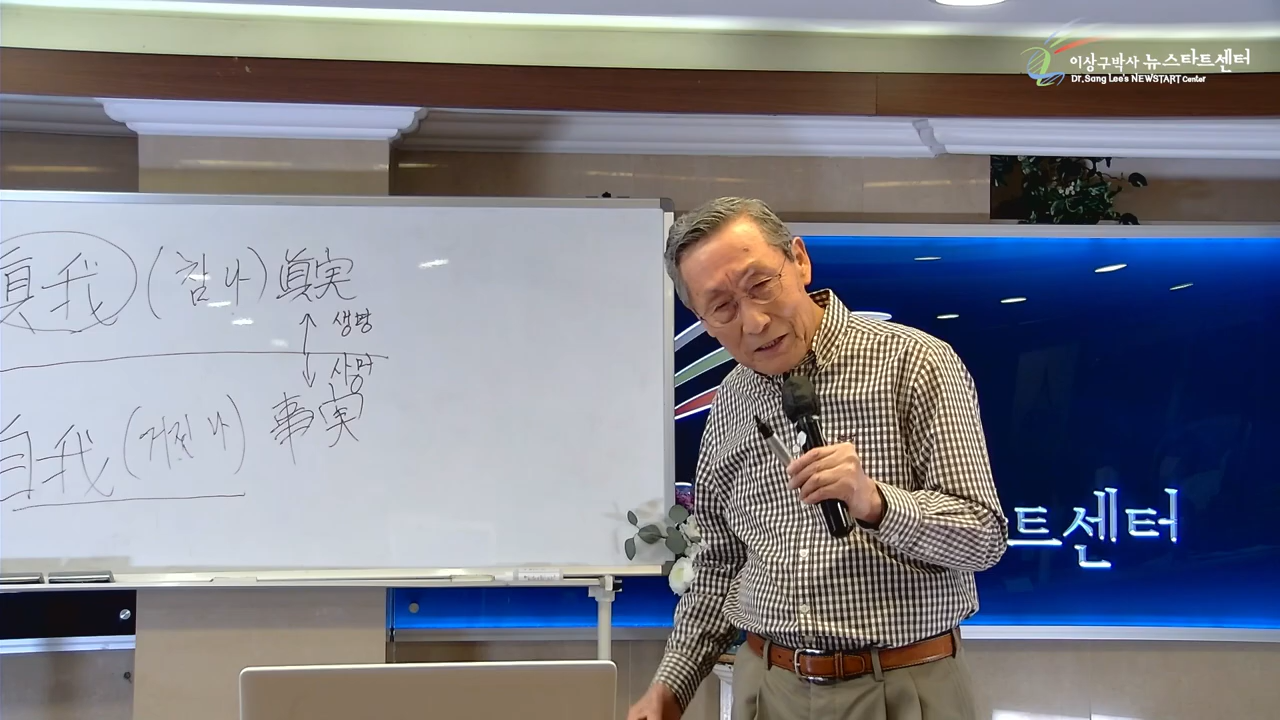 이상구박사 뉴스타트센터
Dr. Sang Lee's NEWSTART Center
眞我 (참나) 眞実
생명
사망
自我 (거짓나) 事実
트센터